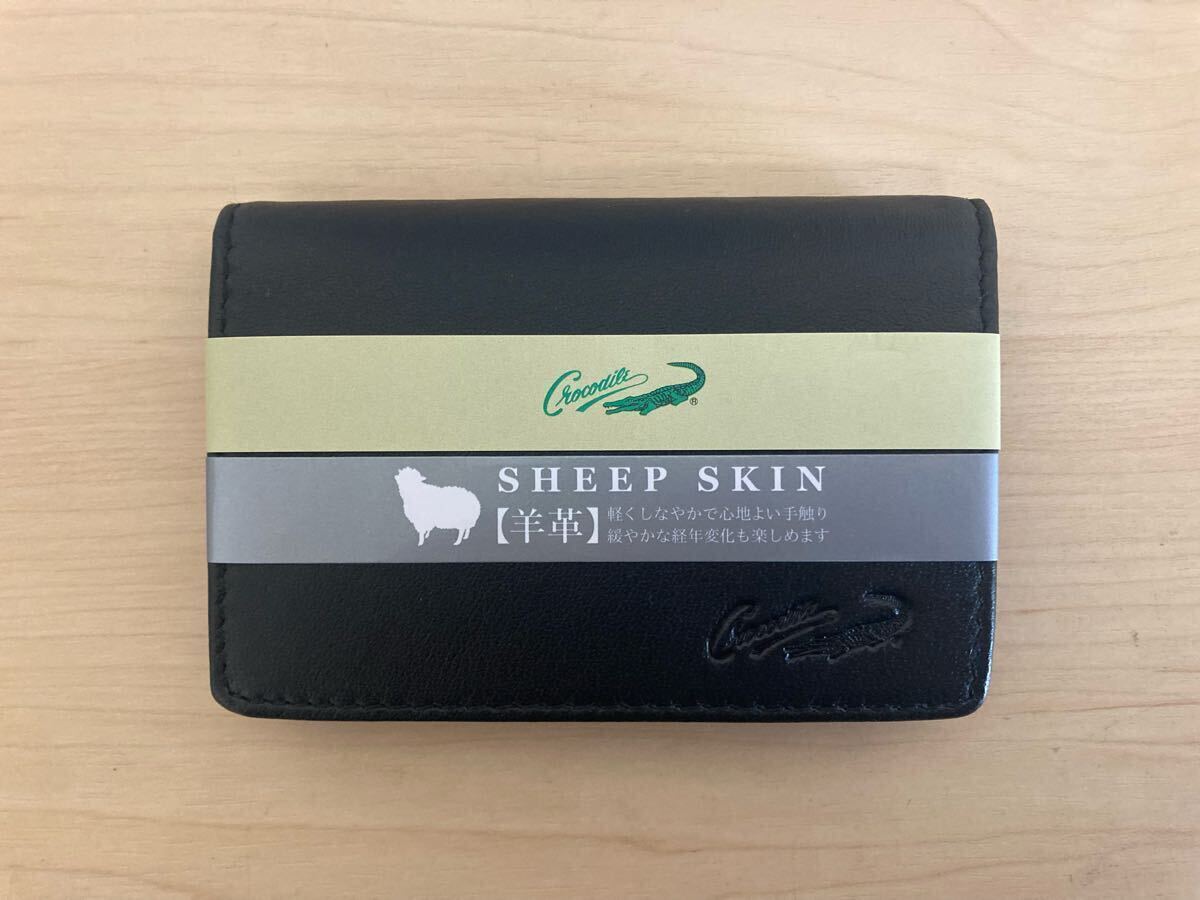 Crocodile ®
SHEEP SKIN
【羊革】
軽くしなやかで心地よい手触り
緩やかな経年変化も楽しめます
Crocodile